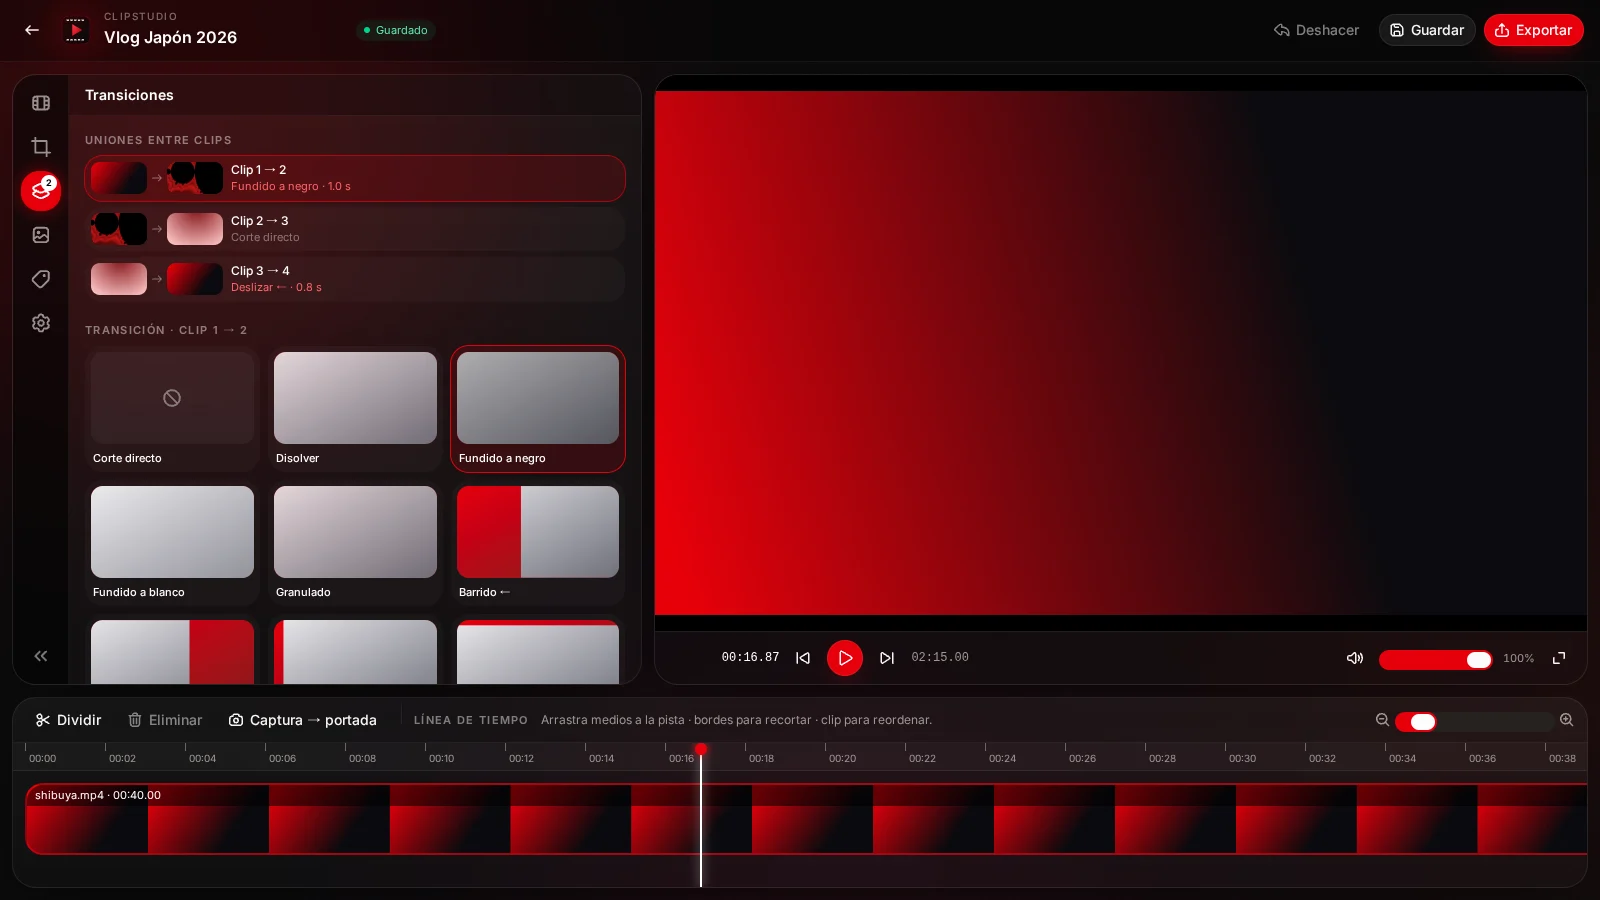 CLIPSTUDIO
Vlog Japón 2026
Guardado
Deshacer
Guardar
Exportar
2
Transiciones
UNIONES ENTRE CLIPS
Clip 1 → 2
Fundido a negro · 1.0 s
Clip 2 → 3
Corte directo
Clip 3 → 4
Deslizar ← · 0.8 s
TRANSICIÓN · CLIP 1 → 2
Corte directo
Disolver
Fundido a negro
Fundido a blanco
Granulado
Barrido ←
00:16.87
02:15.00
100%
Dividir
Eliminar
Captura → portada
LÍNEA DE TIEMPO
Arrastra medios a la pista · bordes para recortar · clip para reordenar.
00:00 00:02 00:04 00:06 00:08 00:10 00:12 00:14 00:16 00:18 00:20 00:22 00:24 00:26 00:28 00:30 00:32 00:34 00:36 00:38
shibuya.mp4 · 00:40.00